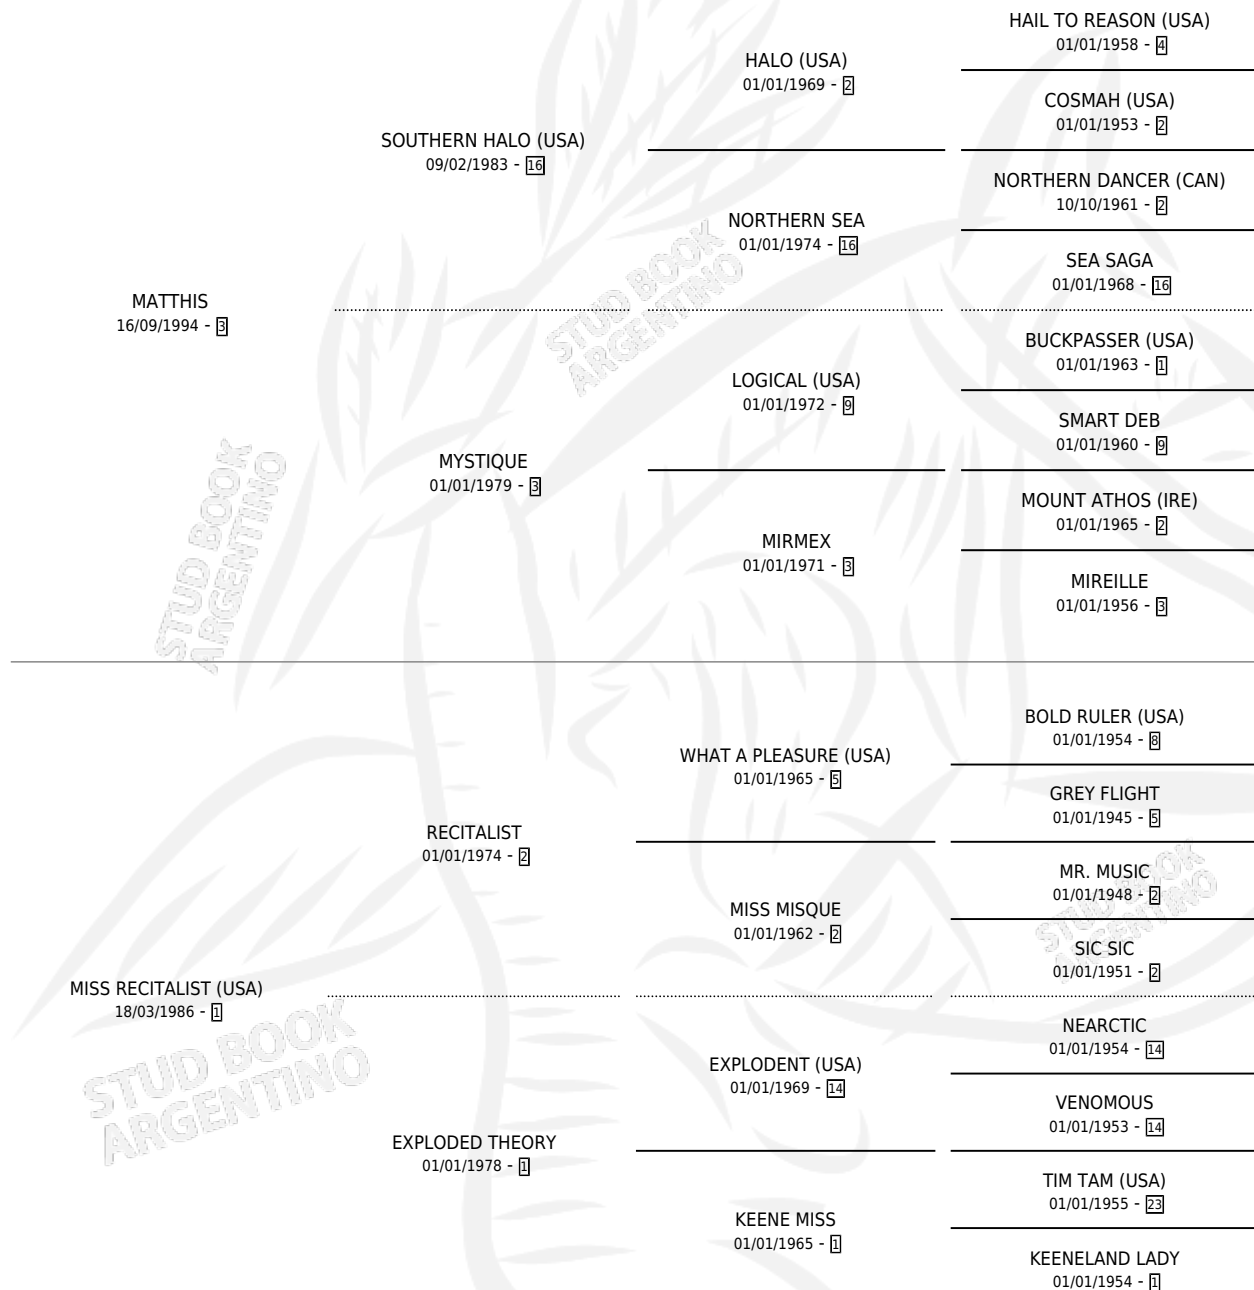 HAIL TO REASON (USA)
01/01/1958 - 4
HALO (USA)
01/01/1969 - 2
COSMAH (USA)
01/01/1953 - 2
SOUTHERN HALO (USA)
09/02/1983 - 16
NORTHERN DANCER (CAN)
10/10/1961 - 2
NORTHERN SEA
01/01/1974 - 16
SEA SAGA
01/01/1968 - 16
MATTHIS
16/09/1994 - 3
BUCKPASSER (USA)
01/01/1963 - 1
LOGICAL (USA)
01/01/1972 - 9
SMART DEB
01/01/1960 - 9
MYSTIQUE
01/01/1979 - 3
MOUNT ATHOS (IRE)
01/01/1965 - 2
MIRMEX
01/01/1971 - 3
MIREILLE
01/01/1956 - 3
BOLD RULER (USA)
01/01/1954 - 8
WHAT A PLEASURE (USA)
01/01/1965 - 5
GREY FLIGHT
01/01/1945 - 5
RECITALIST
01/01/1974 - 2
MR. MUSIC
01/01/1948 - 2
MISS MISQUE
01/01/1962 - 2
SIC SIC
01/01/1951 - 2
MISS RECITALIST (USA)
18/03/1986 - 1
NEARCTIC
01/01/1954 - 14
EXPLODENT (USA)
01/01/1969 - 14
VENOMOUS
01/01/1953 - 14
EXPLODED THEORY
01/01/1978 - 1
TIM TAM (USA)
01/01/1955 - 23
KEENE MISS
01/01/1965 - 1
KEENELAND LADY
01/01/1954 - 1
STUD BOOK
ARGENTINO
STUD BOOK
ARGENTINO
STUD BOOK
ARGENTINO
STUD BOOK
ARGENTINO